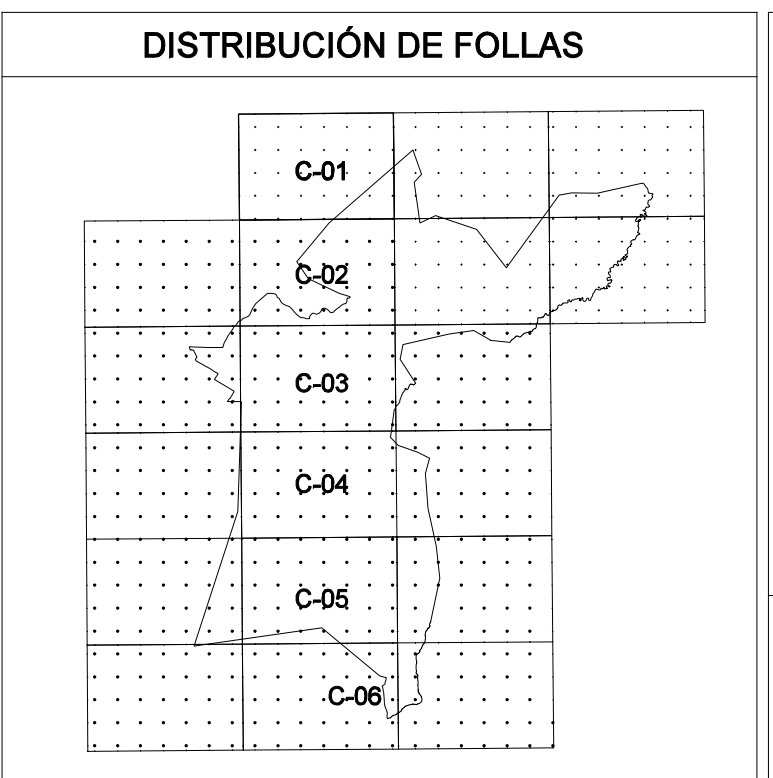 DISTRIBUCIÓN DE FOLLAS
C-01
C-02
C-03
C-04
C-05
C-06